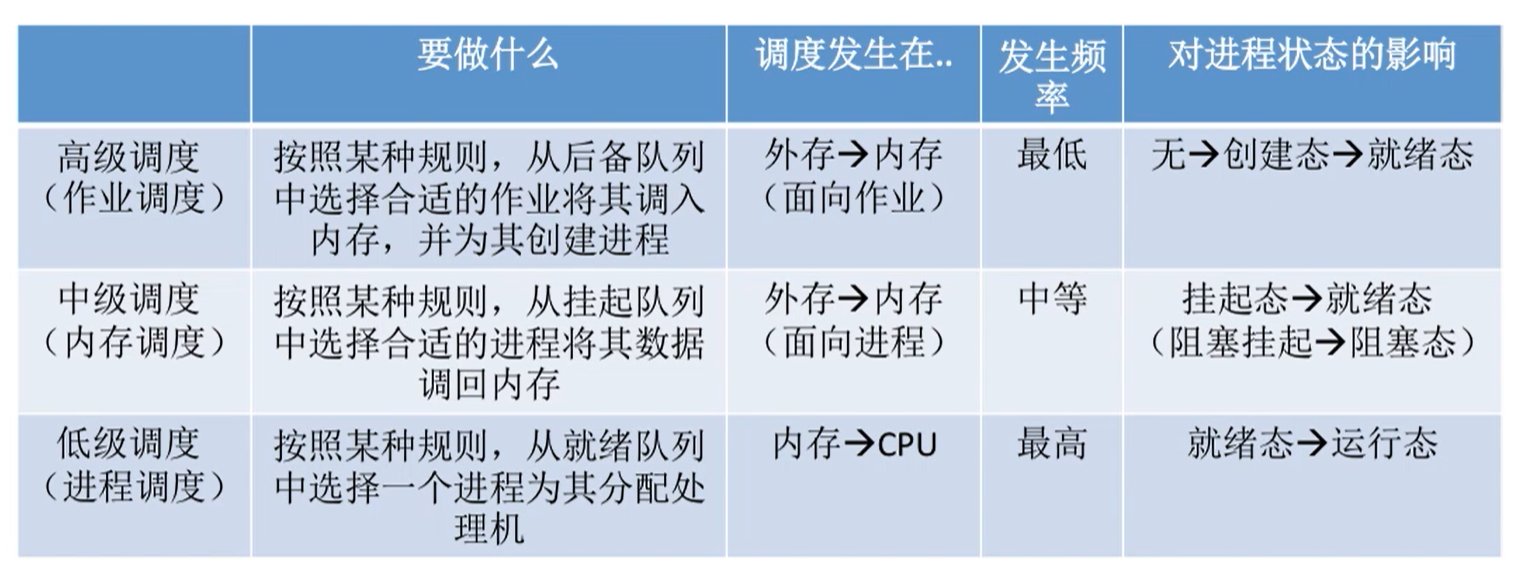 要做什么
调度发生在..
发生频
率
对进程状态的影响
高级调度
（作业调度）
按照某种规则，从后备队列
中选择合适的作业将其调入
内存，并为其创建进程
外存→内存
（面向作业）
最低
无→创建态→就绪态
中级调度
（内存调度）
按照某种规则，从挂起队列
中选择合适的进程将其数据
调回内存
外存→内存
（面向进程）
中等
挂起态→就绪态
（阻塞挂起→阻塞态）
低级调度
（进程调度）
按照某种规则，从就绪队列
中选择一个进程为其分配处
理机
内存→CPU
最高
就绪态→运行态